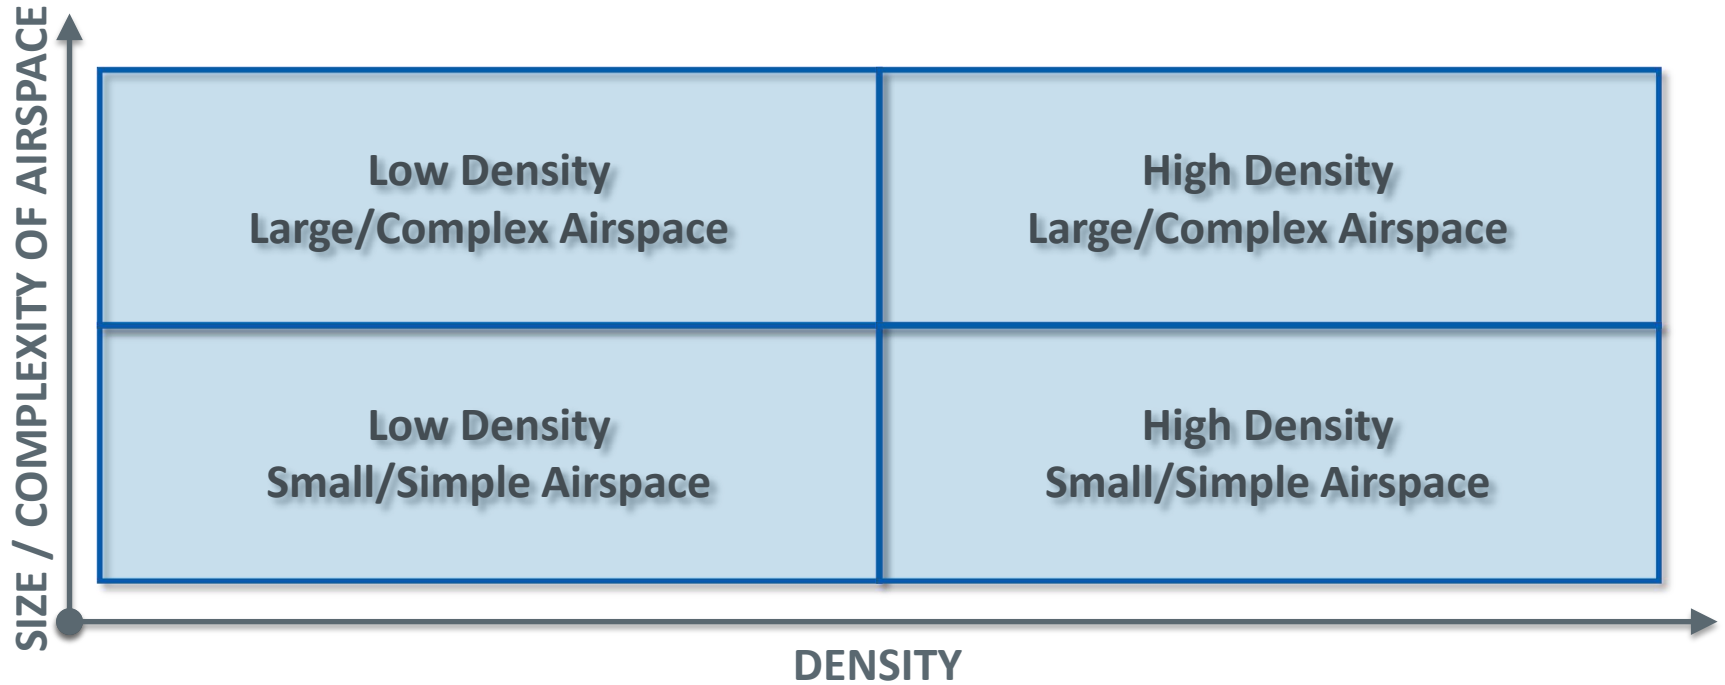 SIZE / COMPLEXITY OF AIRSPACE
Low Density
Large/Complex Airspace
High Density
Large/Complex Airspace
Low Density
Small/Simple Airspace
High Density
Small/Simple Airspace
DENSITY